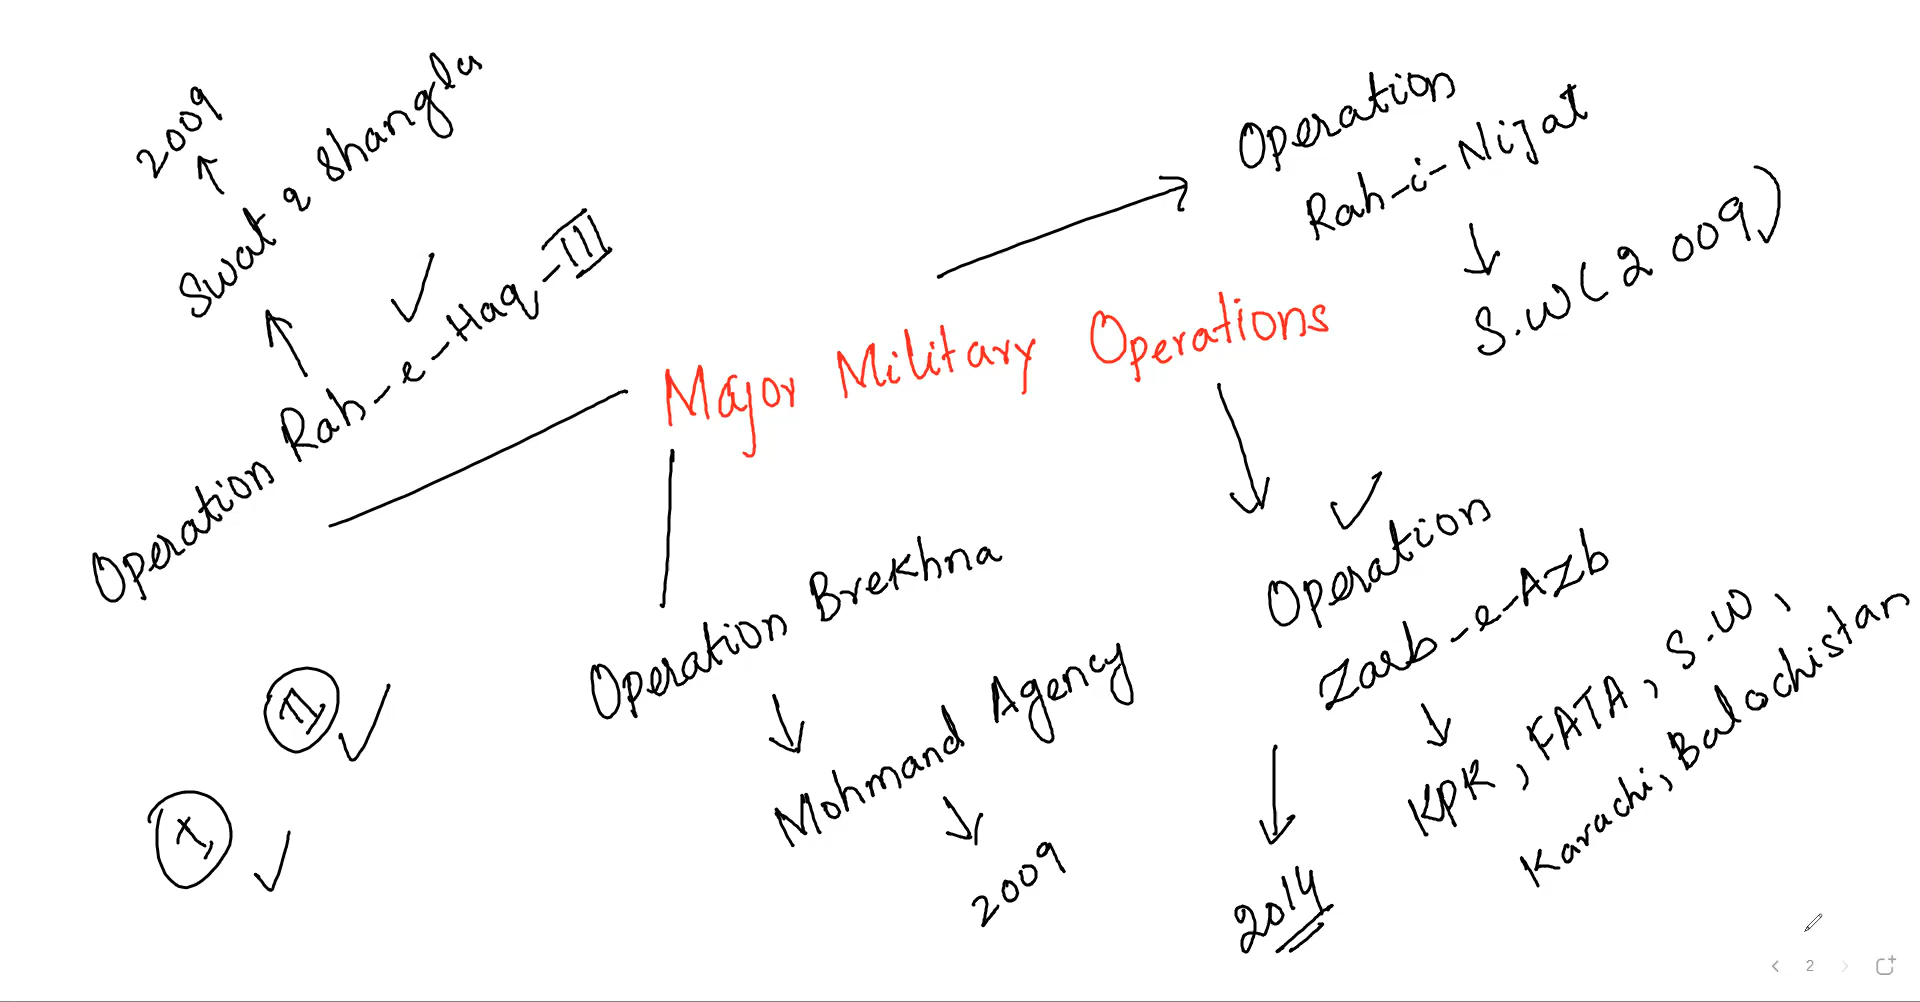 2009
Swat & Shangla
Operation Rah-e-Haq-III
II
I
Major Military Operations
Operation
Rah-i-Nijat
S.W (2009)
Operation Brekhna
Mohmand Agency
2009
Operation
Zarb-e-Azb
KPK, FATA, S.W,
Karachi, Balochistan
2014
2